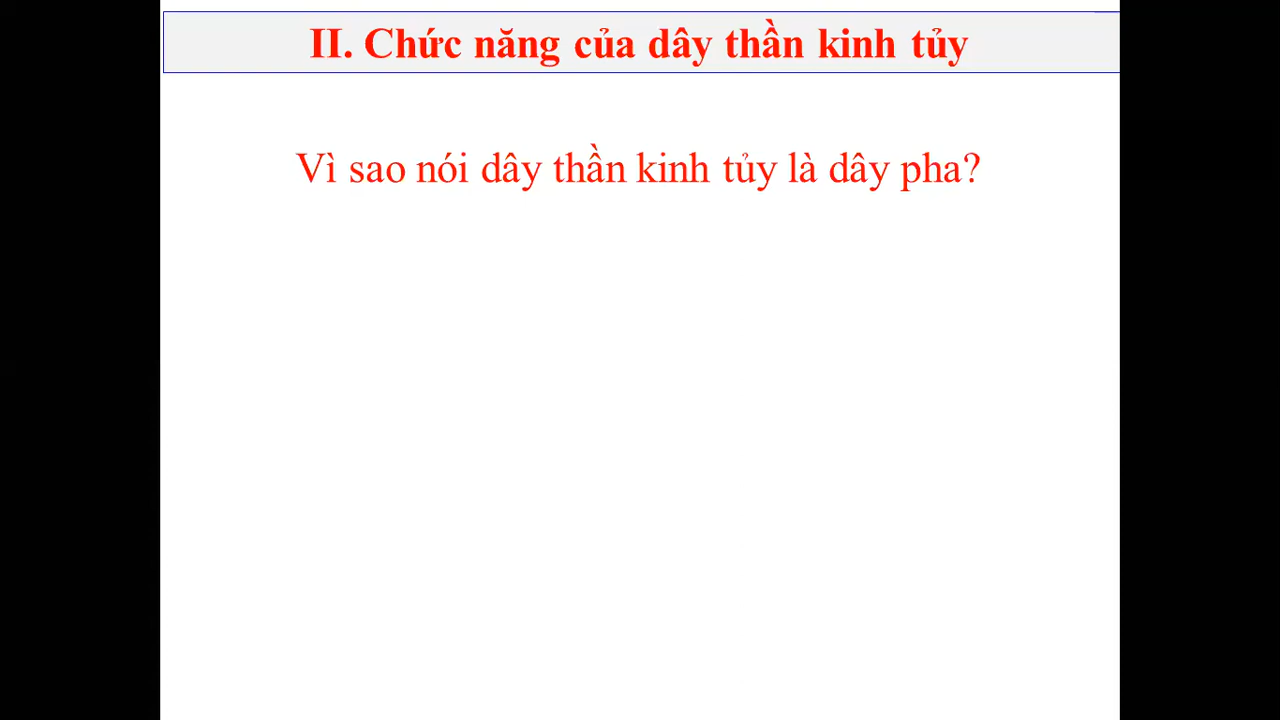 II. Chức năng của dây thần kinh tủy
Vì sao nói dây thần kinh tủy là dây pha?